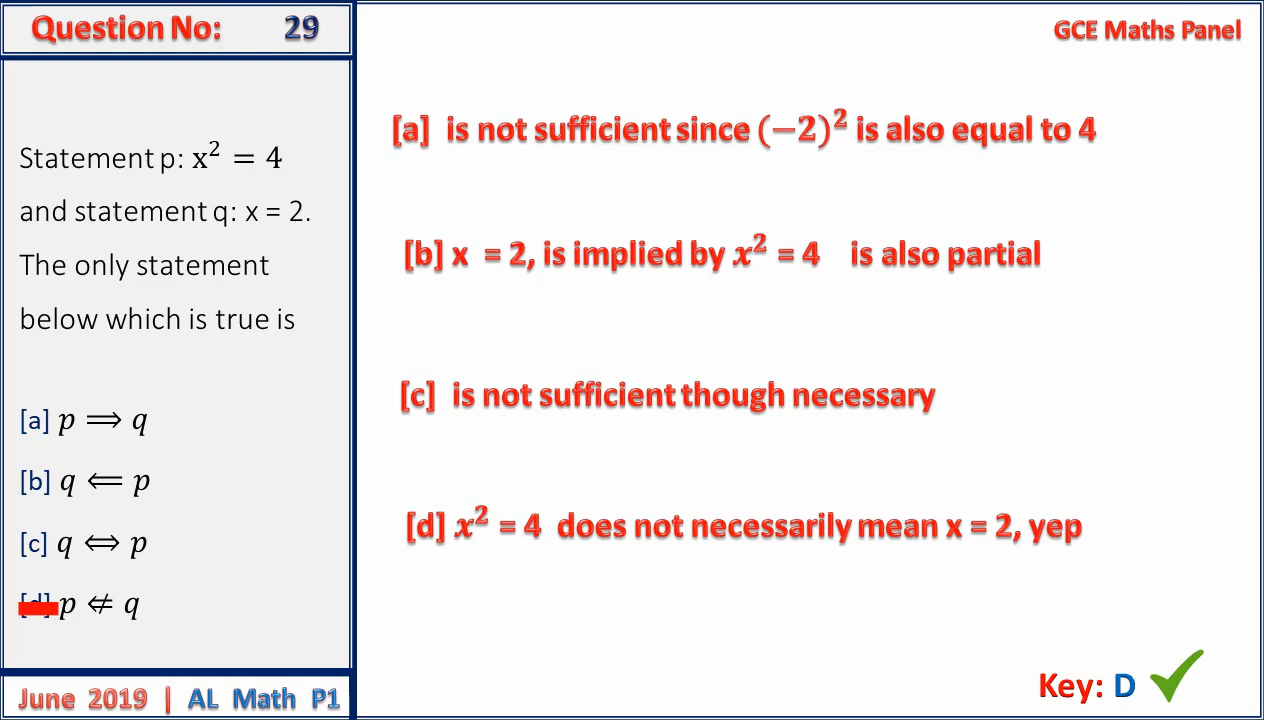 Question No: 29
GCE Maths Panel
Statement p: x² = 4
and statement q: x = 2.
The only statement
below which is true is
[a] p ⟹ q
[b] q ⟸ p
[c] q ⟺ p
[d] p ⇍ q
[a] is not sufficient since (−2)² is also equal to 4
[b] x = 2, is implied by x² = 4 is also partial
[c] is not sufficient though necessary
[d] x² = 4 does not necessarily mean x = 2, yep
June 2019 | AL Math P1
Key: D ✓